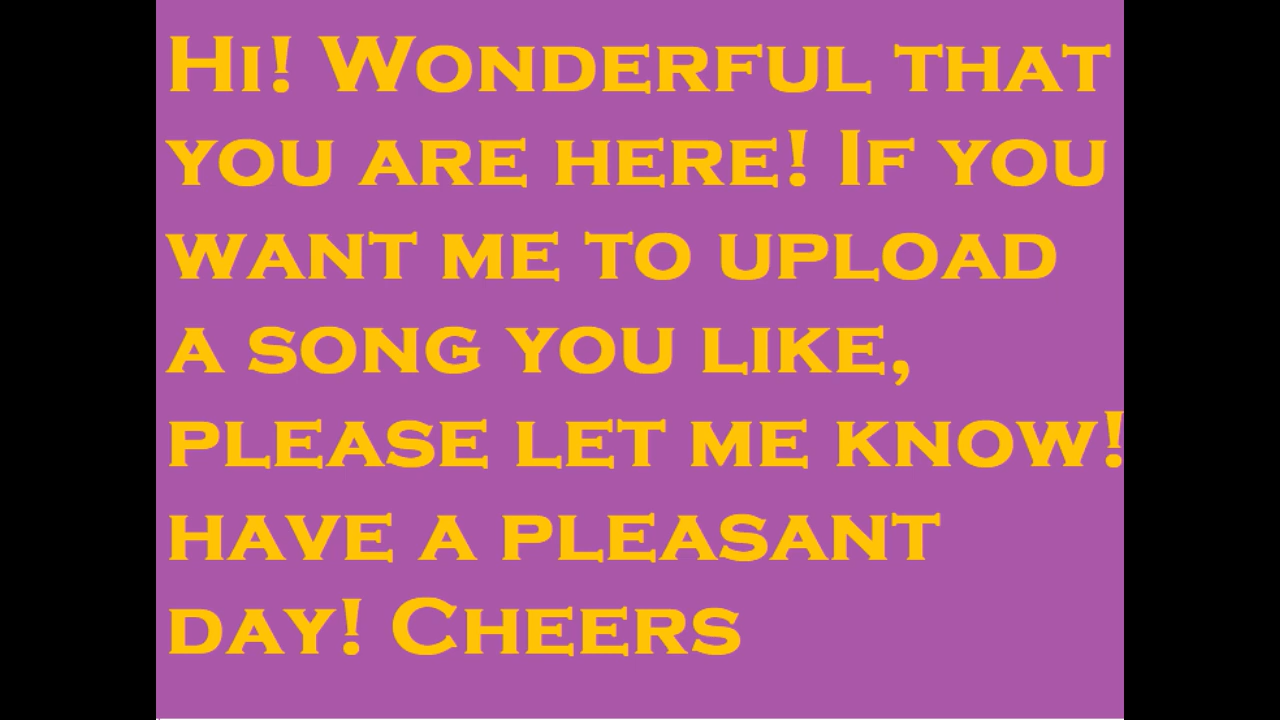 Hi! Wonderful that
you are here! If you
want me to upload
a song you like,
please let me know!
have a pleasant
day! Cheers